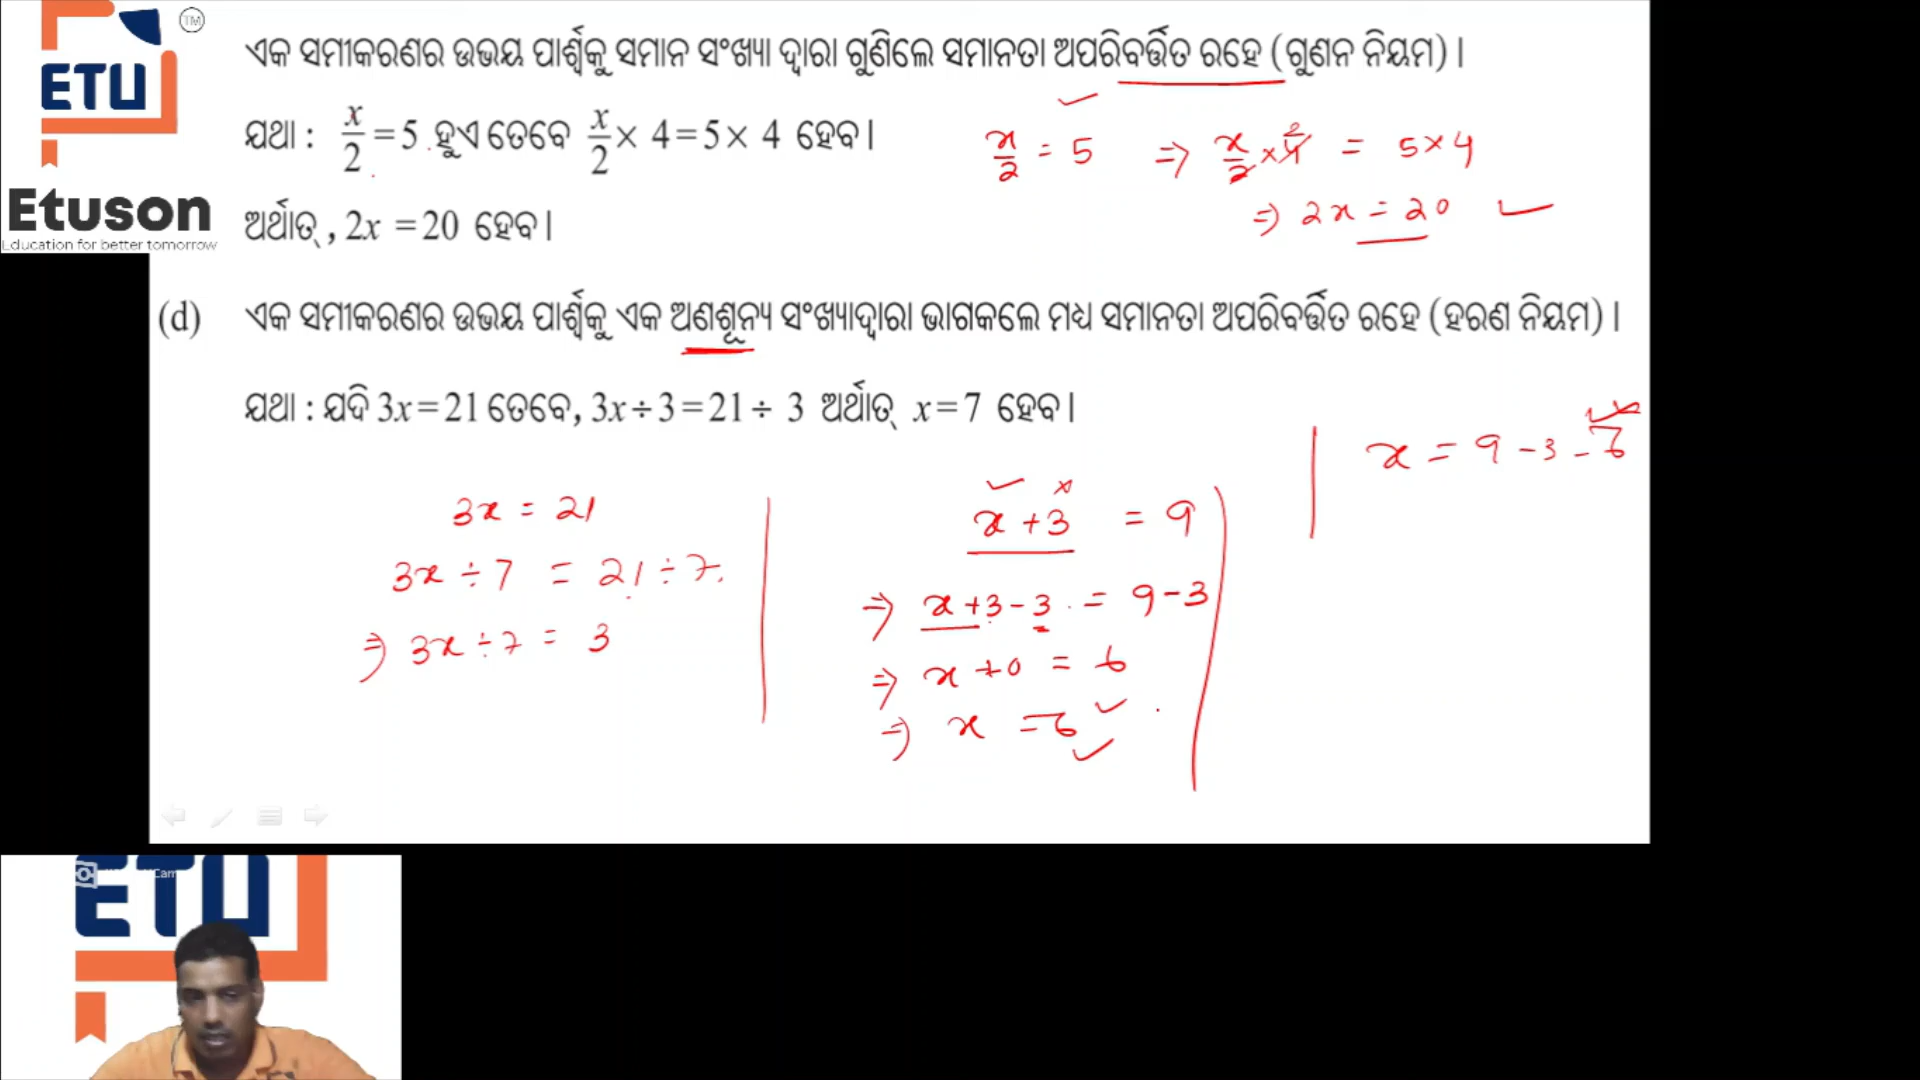 TM
ETU
Etuson
Education for better tomorrow
ଏକ ସମୀକରଣର ଉଭୟ ପାର୍ଶ୍ୱକୁ ସମାନ ସଂଖ୍ୟା ଦ୍ୱାରା ଗୁଣିଲେ ସମାନତା ଅପରିବର୍ତ୍ତିତ ରହେ (ଗୁଣନ ନିୟମ) ।
ଯଥା : x/2 = 5 ହୁଏ ତେବେ x/2 × 4 = 5 × 4 ହେବ ।
x/2 = 5 ⇒ x/2 × 4 2 = 5 × 4
ଅର୍ଥାତ୍ , 2x = 20 ହେବ ।
⇒ 2x = 20
(d) ଏକ ସମୀକରଣର ଉଭୟ ପାର୍ଶ୍ୱକୁ ଏକ ଅଣଶୂନ୍ୟ ସଂଖ୍ୟାଦ୍ୱାରା ଭାଗକଲେ ମଧ୍ୟ ସମାନତା ଅପରିବର୍ତ୍ତିତ ରହେ (ହରଣ ନିୟମ) ।
ଯଥା : ଯଦି 3x = 21 ତେବେ, 3x ÷ 3 = 21 ÷ 3 ଅର୍ଥାତ୍ x = 7 ହେବ ।
3x = 21
3x ÷ 7 = 21 ÷ 7
⇒ 3x ÷ 7 = 3
x + 3 = 9
⇒ x + 3 - 3 = 9 - 3
⇒ x + 0 = 6
⇒ x = 6
x = 9 - 3 = 6
ETU